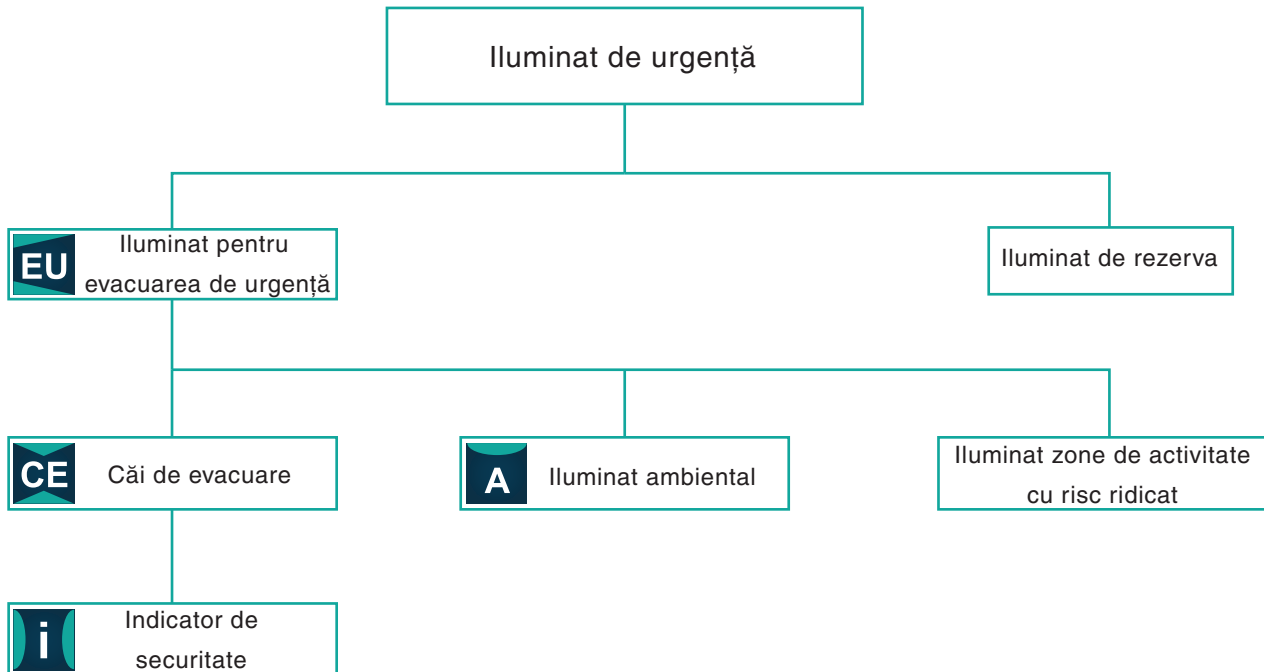 Iluminat de urgență
EU
Iluminat pentru
evacuarea de urgență
Iluminat de rezerva
CE
Căi de evacuare
A
Iluminat ambiental
Iluminat zone de activitate
cu risc ridicat
i
Indicator de
securitate